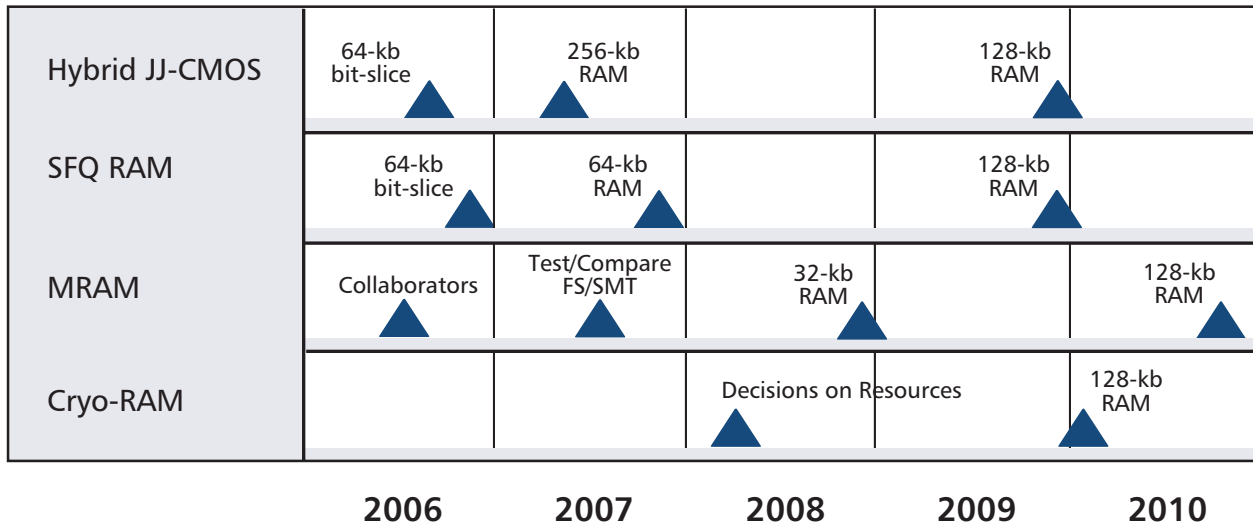 Hybrid JJ-CMOS
64-kb
bit-slice
256-kb
RAM
128-kb
RAM
SFQ RAM
64-kb
bit-slice
64-kb
RAM
128-kb
RAM
MRAM
Collaborators
Test/Compare
FS/SMT
32-kb
RAM
128-kb
RAM
Cryo-RAM
Decisions on Resources
128-kb
RAM
2006 2007 2008 2009 2010